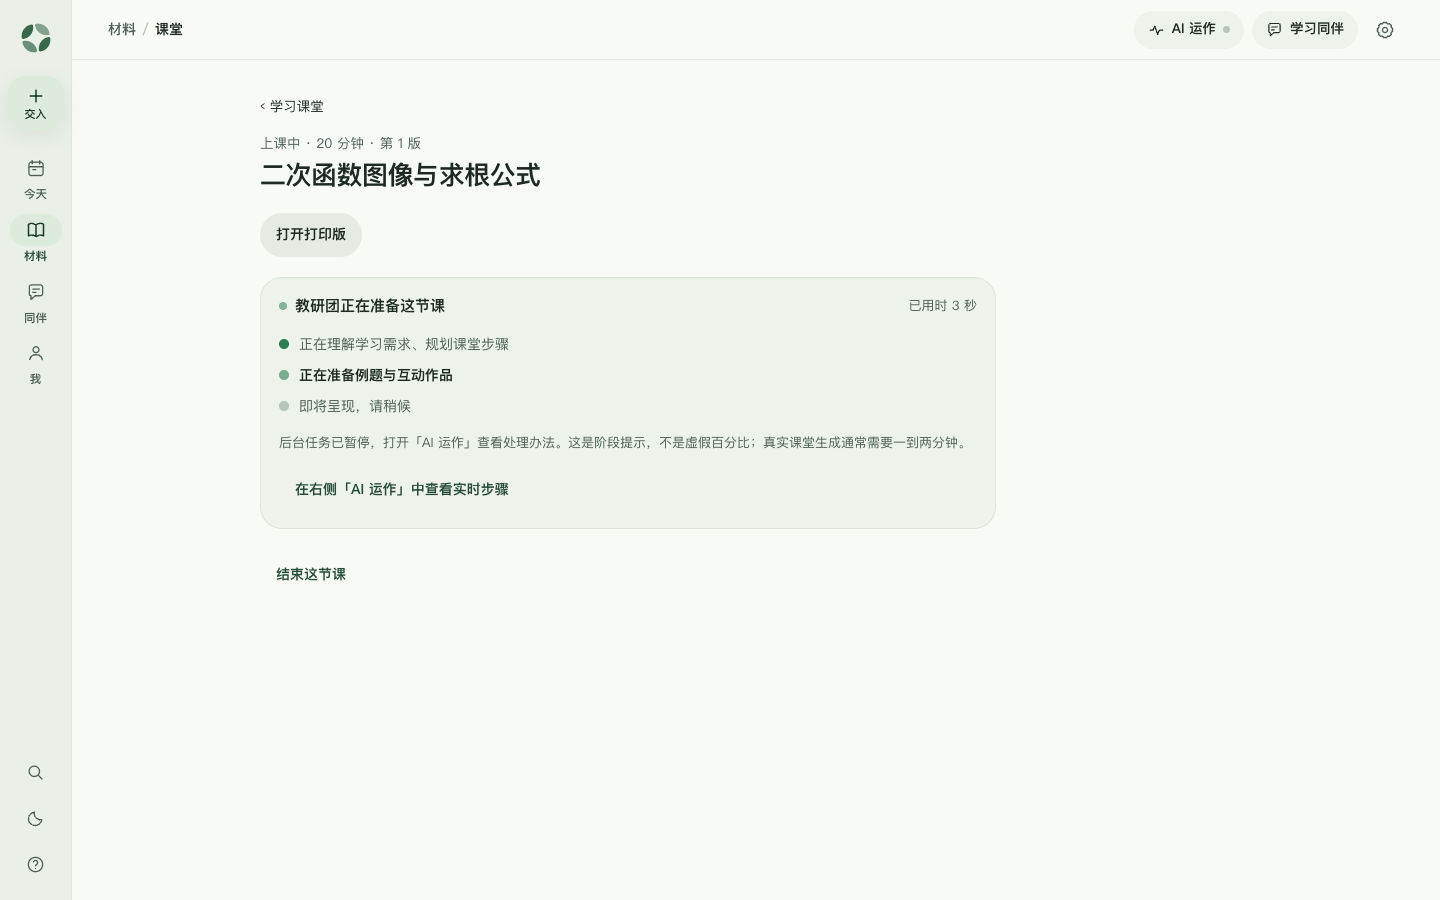 材料 / 课堂
AI 运作
学习同伴
交入
今天
材料
同伴
我
‹ 学习课堂
上课中 · 20 分钟 · 第 1 版
二次函数图像与求根公式
打开打印版
教研团正在准备这节课
已用时 3 秒
正在理解学习需求、规划课堂步骤
正在准备例题与互动作品
即将呈现，请稍候
后台任务已暂停，打开「AI 运作」查看处理办法。这是阶段提示，不是虚假百分比；真实课堂生成通常需要一到两分钟。
在右侧「AI 运作」中查看实时步骤
结束这节课